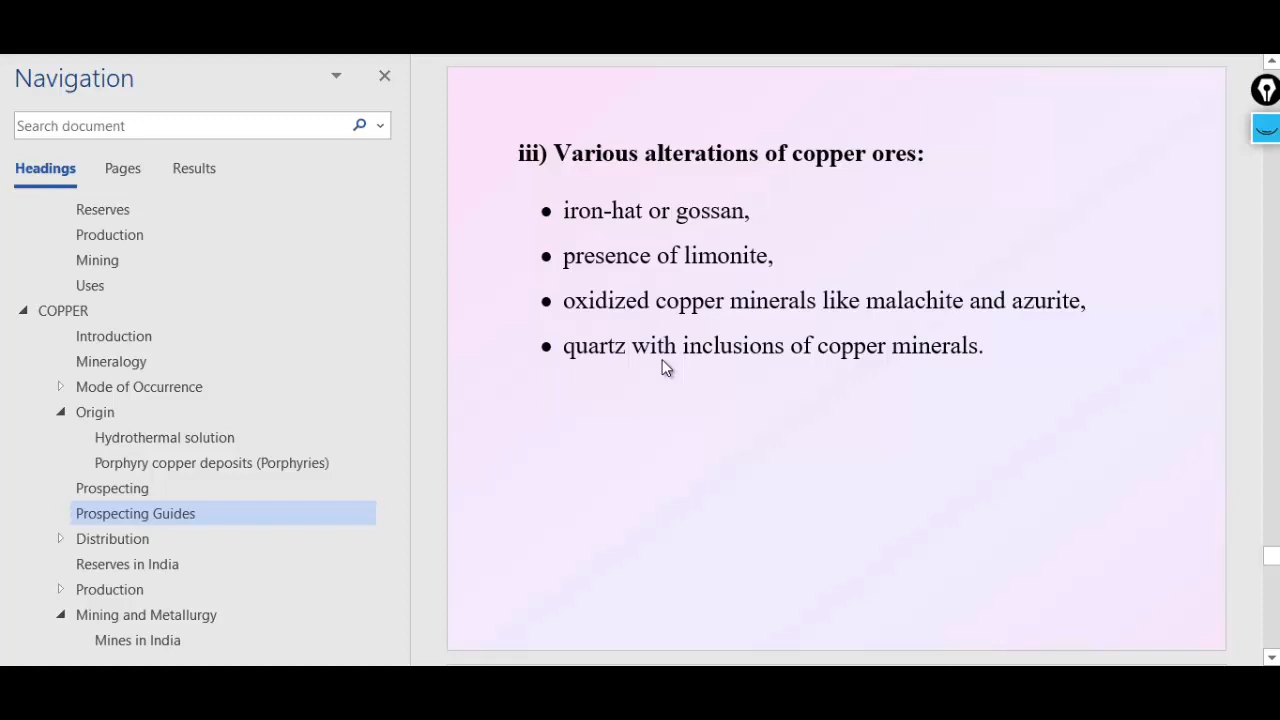 Navigation
Search document
Headings Pages Results
Reserves
Production
Mining
Uses
COPPER
Introduction
Mineralogy
Mode of Occurrence
Origin
Hydrothermal solution
Porphyry copper deposits (Porphyries)
Prospecting
Prospecting Guides
Distribution
Reserves in India
Production
Mining and Metallurgy
Mines in India
iii) Various alterations of copper ores:
• iron-hat or gossan,
• presence of limonite,
• oxidized copper minerals like malachite and azurite,
• quartz with inclusions of copper minerals.